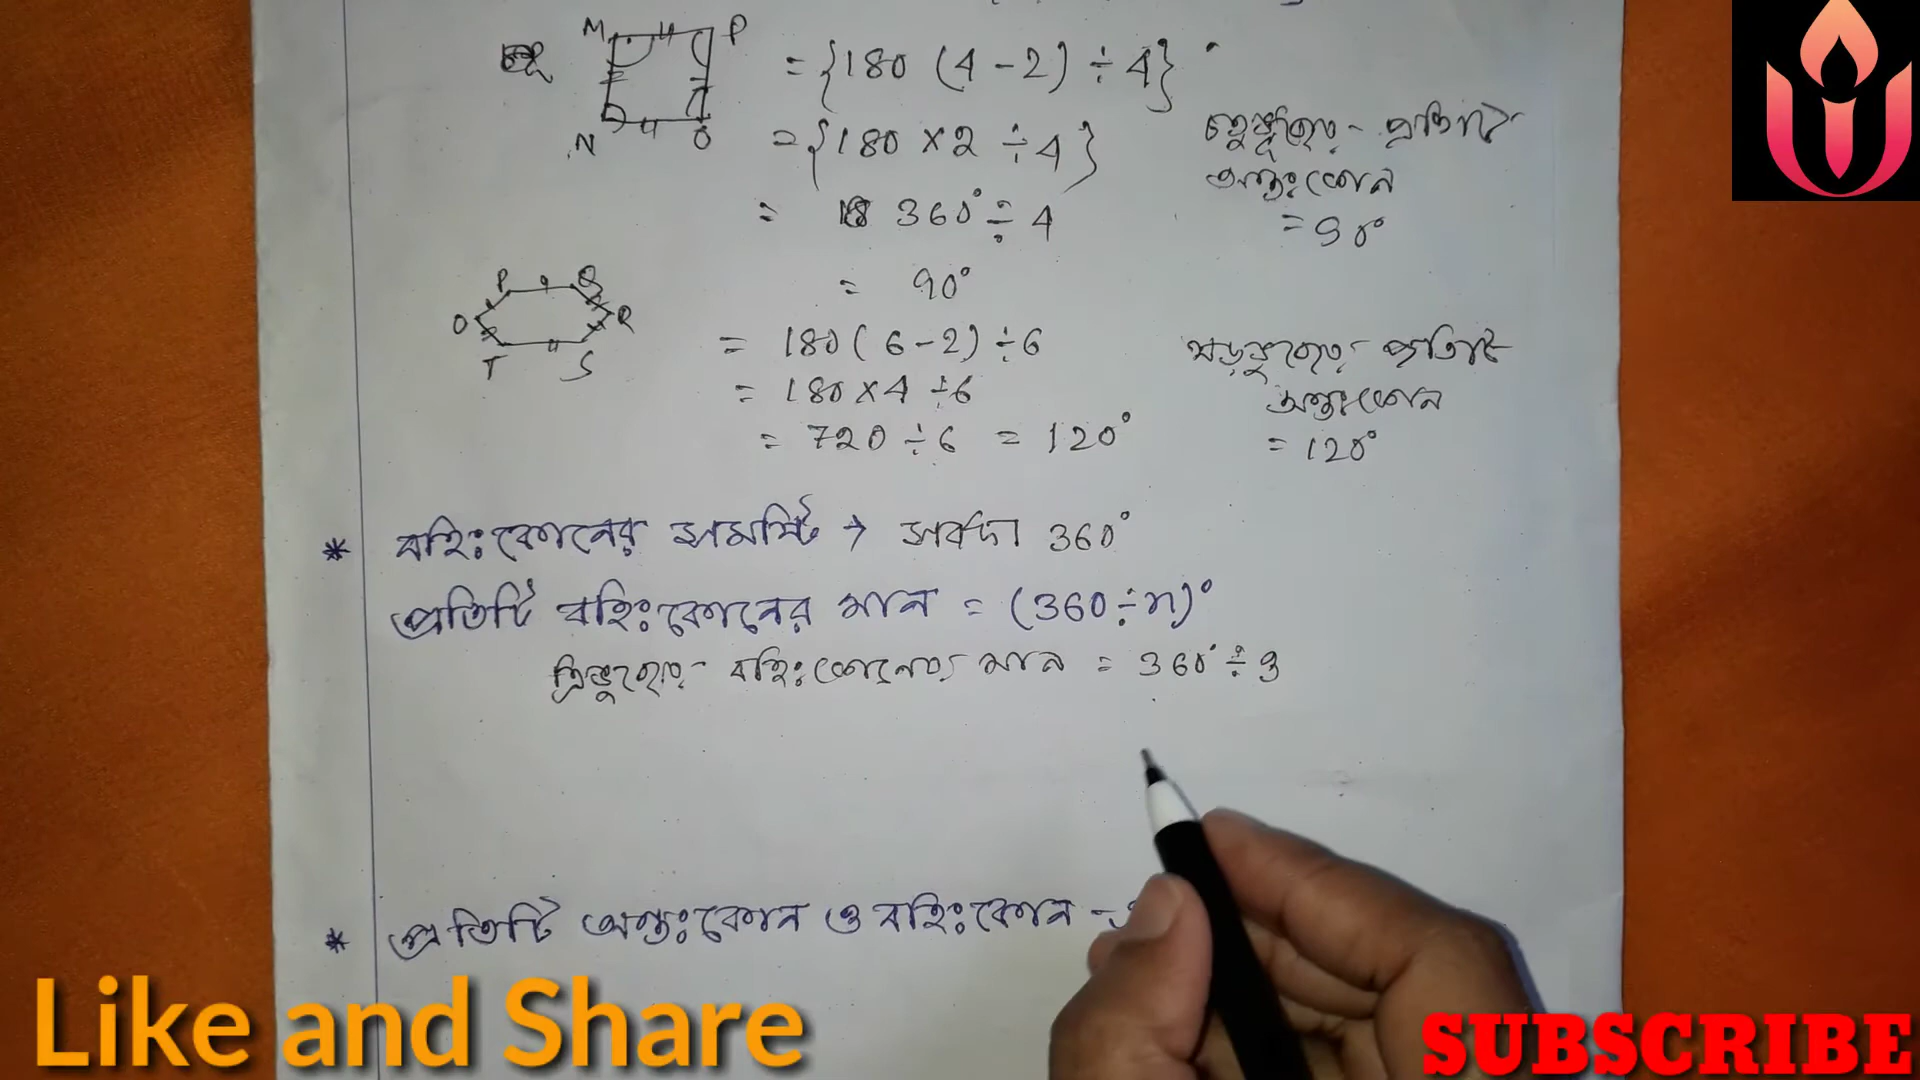 M P
= {180 (4 - 2) ÷ 4}°
N O
= {180 × 2 ÷ 4}
চতুর্ভুজের প্রতিটি
অন্তঃকোন
= 90°
= 360° ÷ 4
= 90°
P Q
O R
T S
= 180 ( 6 - 2) ÷ 6
= 180 × 4 ÷ 6
= 720 ÷ 6 = 120°
ষড়ভুজের প্রতিটি
অন্তঃকোন
= 120°
* বহিঃকোনের সমষ্টি → সর্বদা 360°
প্রতিটি বহিঃকোনের মান = (360 ÷ n)°
ত্রিভুজের বহিঃকোনের মান = 360° ÷ 3
* প্রতিটি অন্তঃকোন ও বহিঃকোন -
Like and Share
SUBSCRIBE